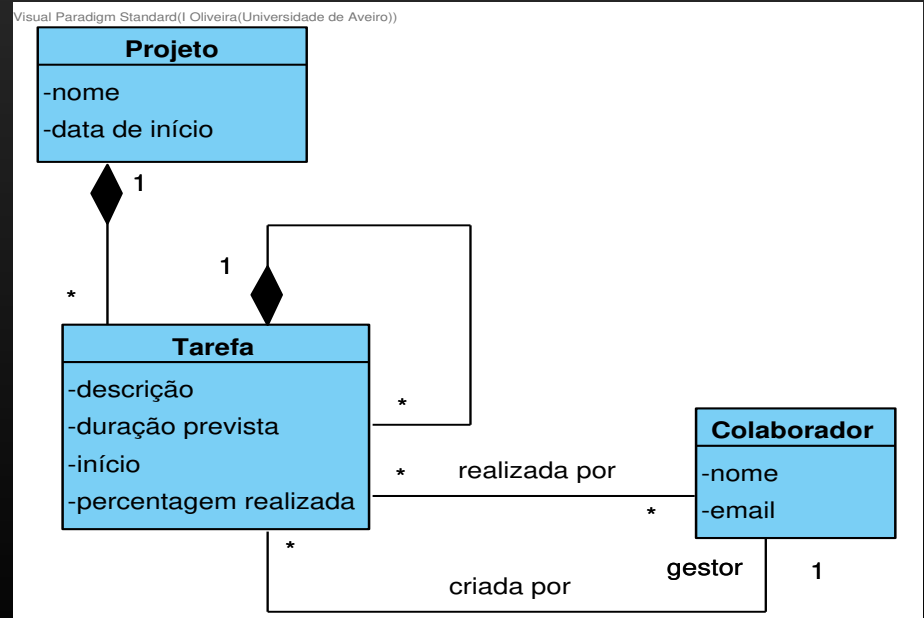 Visual Paradigm Standard(I Oliveira(Universidade de Aveiro))
Projeto
-nome
-data de início
1
*
1
*
Tarefa
-descrição
-duração prevista
-início
-percentagem realizada
*
realizada por
*
Colaborador
-nome
-email
*
criada por
gestor
1